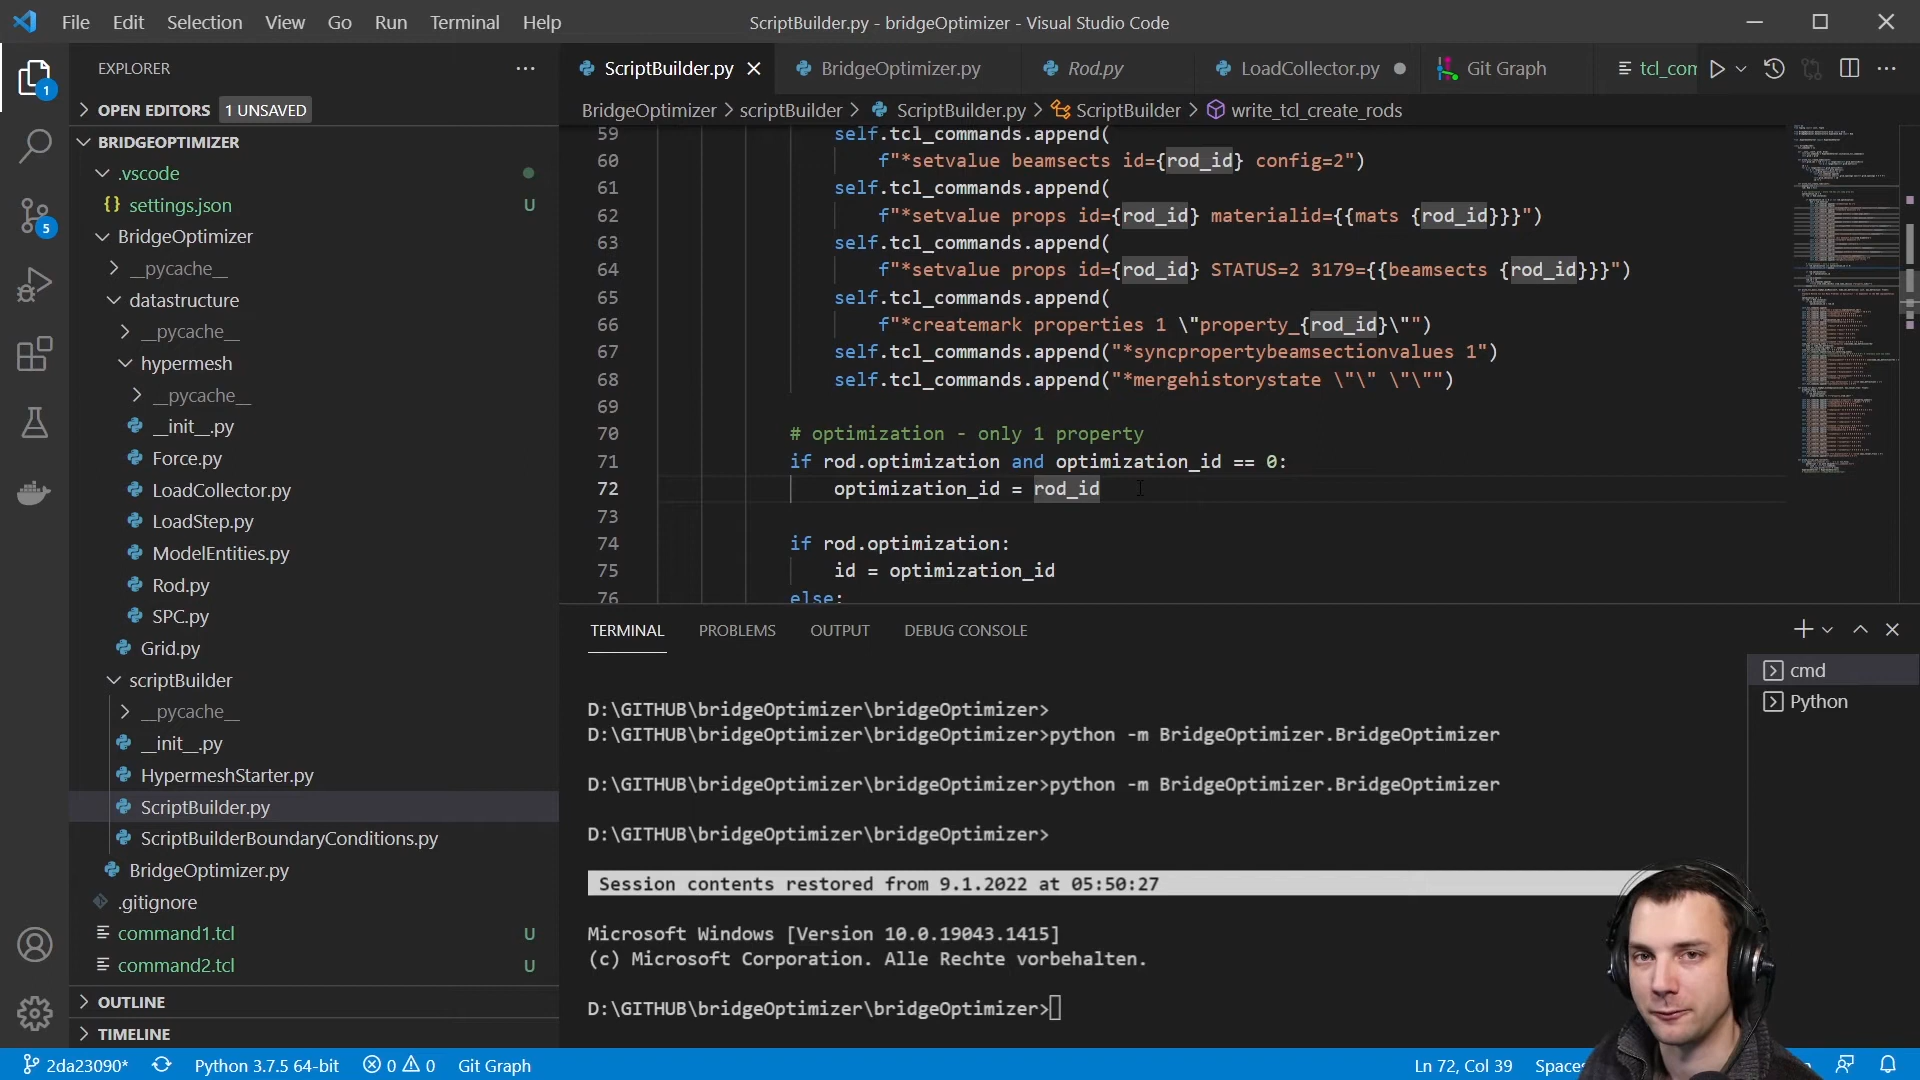 File Edit Selection View Go Run Terminal Help
ScriptBuilder.py - bridgeOptimizer - Visual Studio Code
EXPLORER
OPEN EDITORS 1 UNSAVED
BRIDGEOPTIMIZER
.vscode
settings.json U
BridgeOptimizer
__pycache__
datastructure
__pycache__
hypermesh
__pycache__
__init__.py
Force.py
LoadCollector.py
LoadStep.py
ModelEntities.py
Rod.py
SPC.py
Grid.py
scriptBuilder
__pycache__
__init__.py
HypermeshStarter.py
ScriptBuilder.py
ScriptBuilderBoundaryConditions.py
BridgeOptimizer.py
.gitignore
command1.tcl U
command2.tcl U
OUTLINE
TIMELINE
1
5
ScriptBuilder.py BridgeOptimizer.py Rod.py LoadCollector.py Git Graph tcl_com
BridgeOptimizer > scriptBuilder > ScriptBuilder.py > ScriptBuilder > write_tcl_create_rods
59 self.tcl_commands.append(
60 f"*setvalue beamsects id={rod_id} config=2")
61 self.tcl_commands.append(
62 f"*setvalue props id={rod_id} materialid={{mats {rod_id}}}")
63 self.tcl_commands.append(
64 f"*setvalue props id={rod_id} STATUS=2 3179={{beamsects {rod_id}}}")
65 self.tcl_commands.append(
66 f"*createmark properties 1 \"property_{rod_id}\"")
67 self.tcl_commands.append("*syncpropertybeamsectionvalues 1")
68 self.tcl_commands.append("*mergehistorystate \"\" \"\"")
69
70 # optimization - only 1 property
71 if rod.optimization and optimization_id == 0:
72 optimization_id = rod_id
73
74 if rod.optimization:
75 id = optimization_id
76 else:
TERMINAL PROBLEMS OUTPUT DEBUG CONSOLE
cmd
Python
D:\GITHUB\bridgeOptimizer\bridgeOptimizer>
D:\GITHUB\bridgeOptimizer\bridgeOptimizer>python -m BridgeOptimizer.BridgeOptimizer
D:\GITHUB\bridgeOptimizer\bridgeOptimizer>python -m BridgeOptimizer.BridgeOptimizer
D:\GITHUB\bridgeOptimizer\bridgeOptimizer>
Session contents restored from 9.1.2022 at 05:50:27
Microsoft Windows [Version 10.0.19043.1415]
(c) Microsoft Corporation. Alle Rechte vorbehalten.
D:\GITHUB\bridgeOptimizer\bridgeOptimizer>
2da23090* Python 3.7.5 64-bit 0 0 Git Graph Ln 72, Col 39